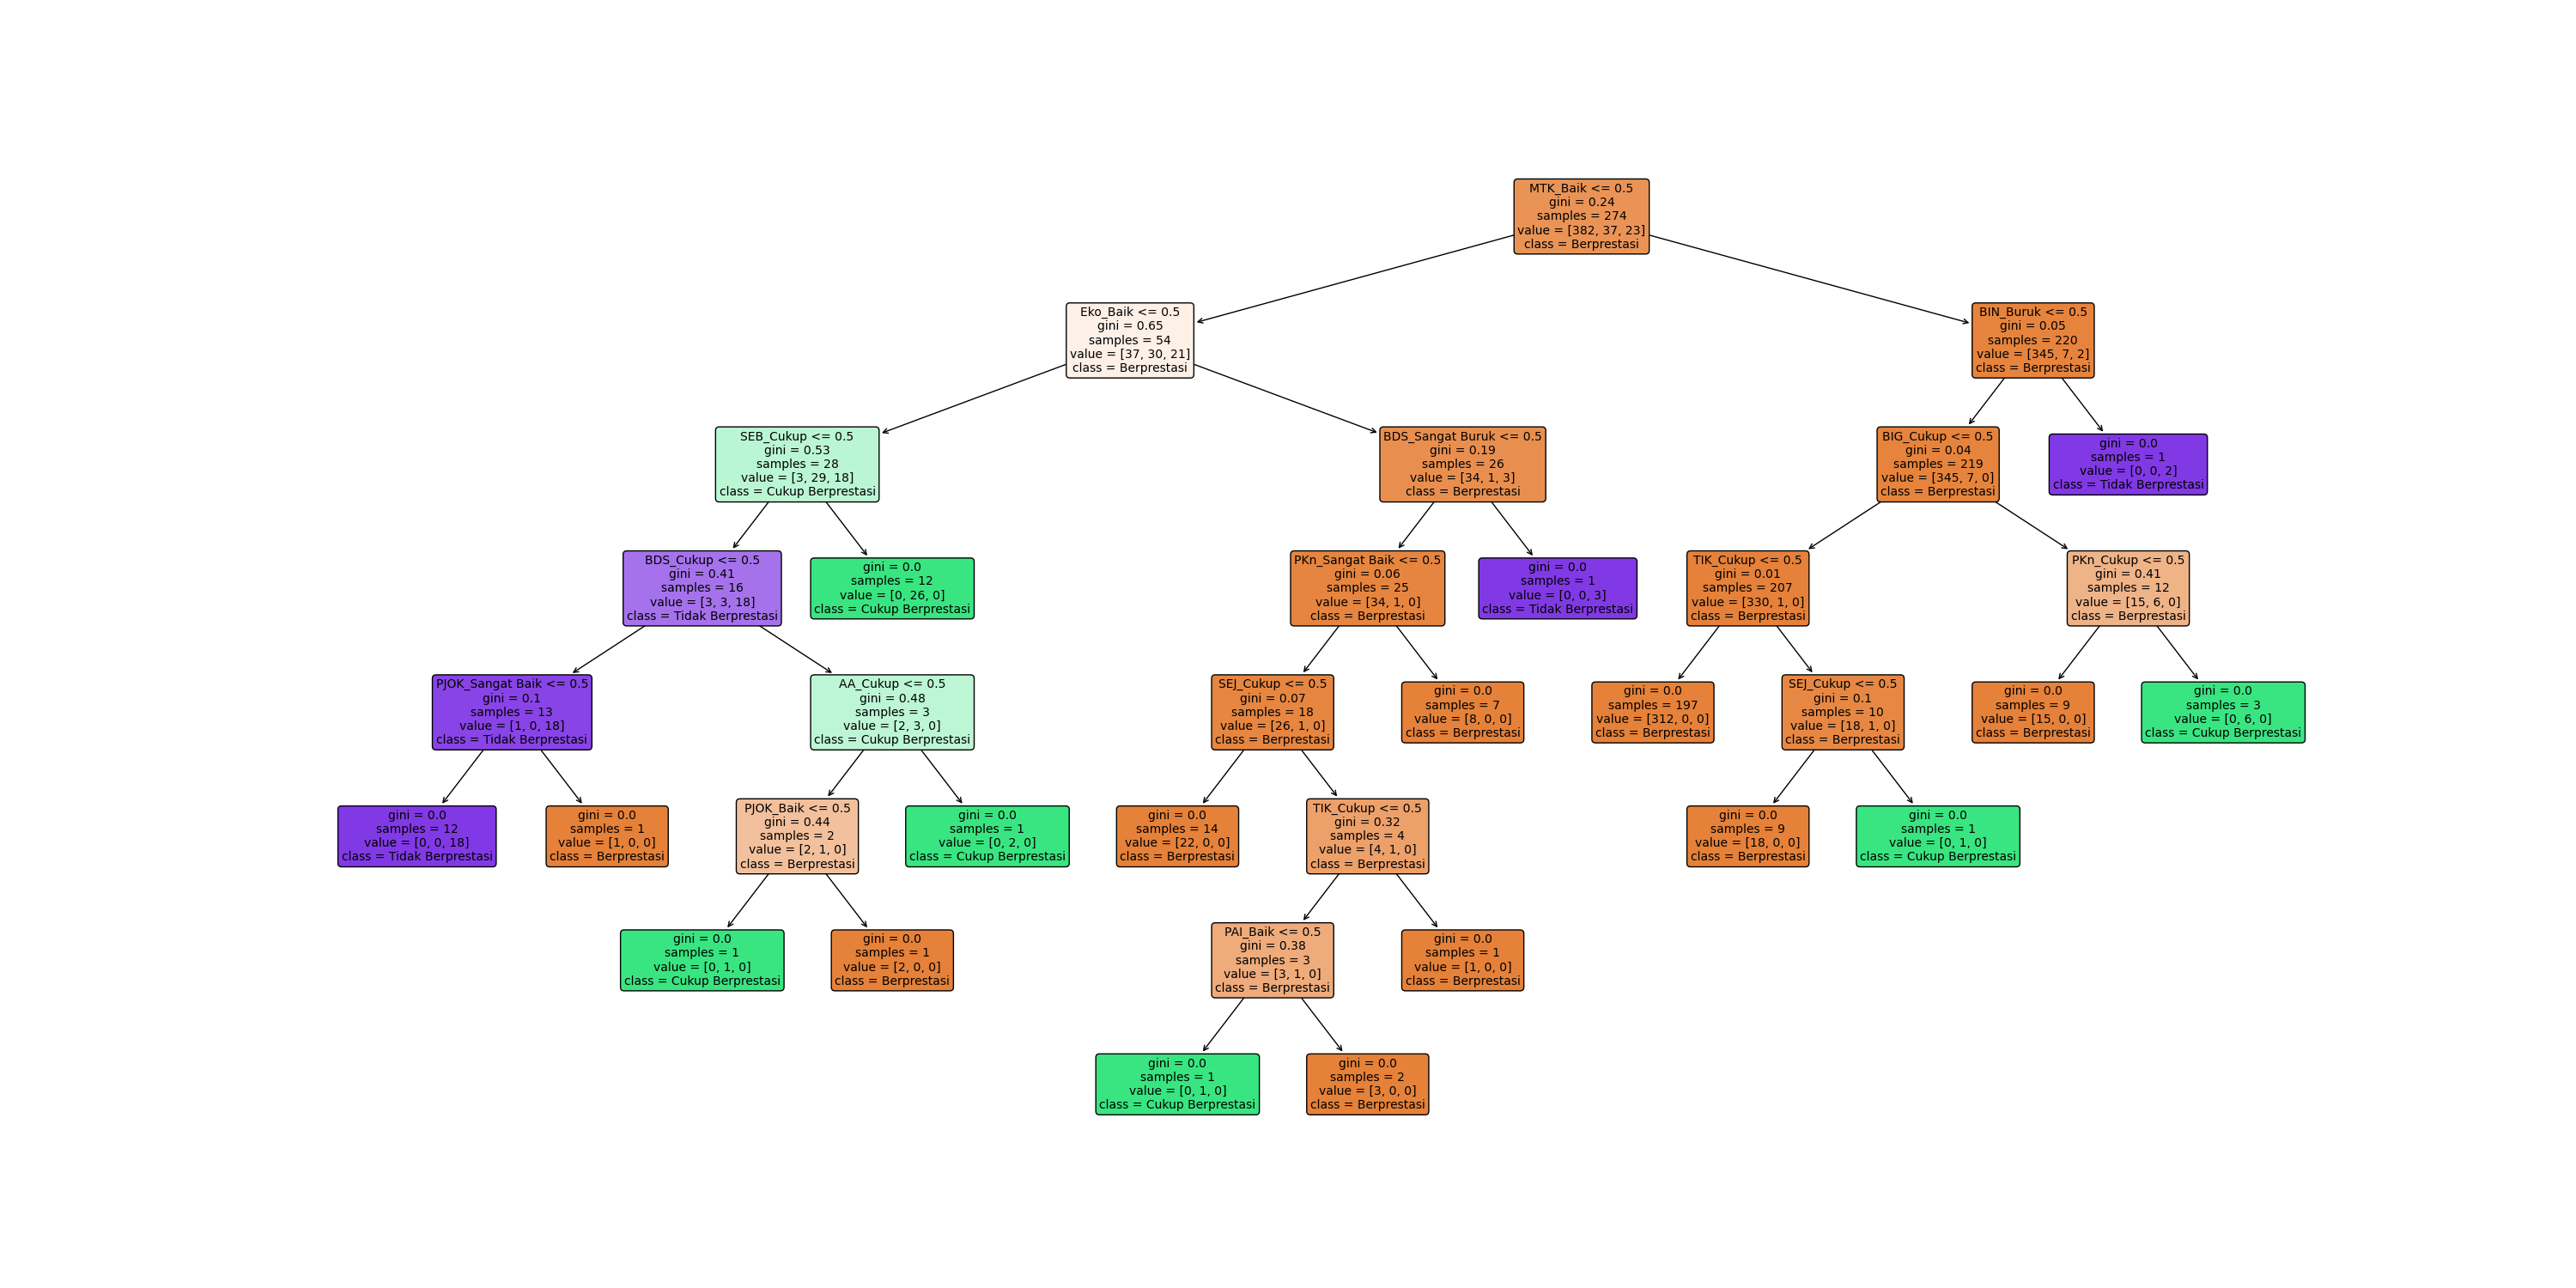 MTK_Baik <= 0.5
gini = 0.24
samples = 274
value = [382, 37, 23]
class = Berprestasi
Eko_Baik <= 0.5
gini = 0.65
samples = 54
value = [37, 30, 21]
class = Berprestasi
BIN_Buruk <= 0.5
gini = 0.05
samples = 220
value = [345, 7, 2]
class = Berprestasi
SEB_Cukup <= 0.5
gini = 0.53
samples = 28
value = [3, 29, 18]
class = Cukup Berprestasi
BDS_Sangat Buruk <= 0.5
gini = 0.19
samples = 26
value = [34, 1, 3]
class = Berprestasi
BIG_Cukup <= 0.5
gini = 0.04
samples = 219
value = [345, 7, 0]
class = Berprestasi
gini = 0.0
samples = 1
value = [0, 0, 2]
class = Tidak Berprestasi
BDS_Cukup <= 0.5
gini = 0.41
samples = 16
value = [3, 3, 18]
class = Tidak Berprestasi
gini = 0.0
samples = 12
value = [0, 26, 0]
class = Cukup Berprestasi
PKn_Sangat Baik <= 0.5
gini = 0.06
samples = 25
value = [34, 1, 0]
class = Berprestasi
gini = 0.0
samples = 1
value = [0, 0, 3]
class = Tidak Berprestasi
TIK_Cukup <= 0.5
gini = 0.01
samples = 207
value = [330, 1, 0]
class = Berprestasi
PKn_Cukup <= 0.5
gini = 0.41
samples = 12
value = [15, 6, 0]
class = Berprestasi
PJOK_Sangat Baik <= 0.5
gini = 0.1
samples = 13
value = [1, 0, 18]
class = Tidak Berprestasi
AA_Cukup <= 0.5
gini = 0.48
samples = 3
value = [2, 3, 0]
class = Cukup Berprestasi
SEJ_Cukup <= 0.5
gini = 0.07
samples = 18
value = [26, 1, 0]
class = Berprestasi
gini = 0.0
samples = 7
value = [8, 0, 0]
class = Berprestasi
gini = 0.0
samples = 197
value = [312, 0, 0]
class = Berprestasi
SEJ_Cukup <= 0.5
gini = 0.1
samples = 10
value = [18, 1, 0]
class = Berprestasi
gini = 0.0
samples = 9
value = [15, 0, 0]
class = Berprestasi
gini = 0.0
samples = 3
value = [0, 6, 0]
class = Cukup Berprestasi
gini = 0.0
samples = 12
value = [0, 0, 18]
class = Tidak Berprestasi
gini = 0.0
samples = 1
value = [1, 0, 0]
class = Berprestasi
PJOK_Baik <= 0.5
gini = 0.44
samples = 2
value = [2, 1, 0]
class = Berprestasi
gini = 0.0
samples = 1
value = [0, 2, 0]
class = Cukup Berprestasi
gini = 0.0
samples = 14
value = [22, 0, 0]
class = Berprestasi
TIK_Cukup <= 0.5
gini = 0.32
samples = 4
value = [4, 1, 0]
class = Berprestasi
gini = 0.0
samples = 9
value = [18, 0, 0]
class = Berprestasi
gini = 0.0
samples = 1
value = [0, 1, 0]
class = Cukup Berprestasi
gini = 0.0
samples = 1
value = [0, 1, 0]
class = Cukup Berprestasi
gini = 0.0
samples = 1
value = [2, 0, 0]
class = Berprestasi
PAI_Baik <= 0.5
gini = 0.38
samples = 3
value = [3, 1, 0]
class = Berprestasi
gini = 0.0
samples = 1
value = [1, 0, 0]
class = Berprestasi
gini = 0.0
samples = 1
value = [0, 1, 0]
class = Cukup Berprestasi
gini = 0.0
samples = 2
value = [3, 0, 0]
class = Berprestasi